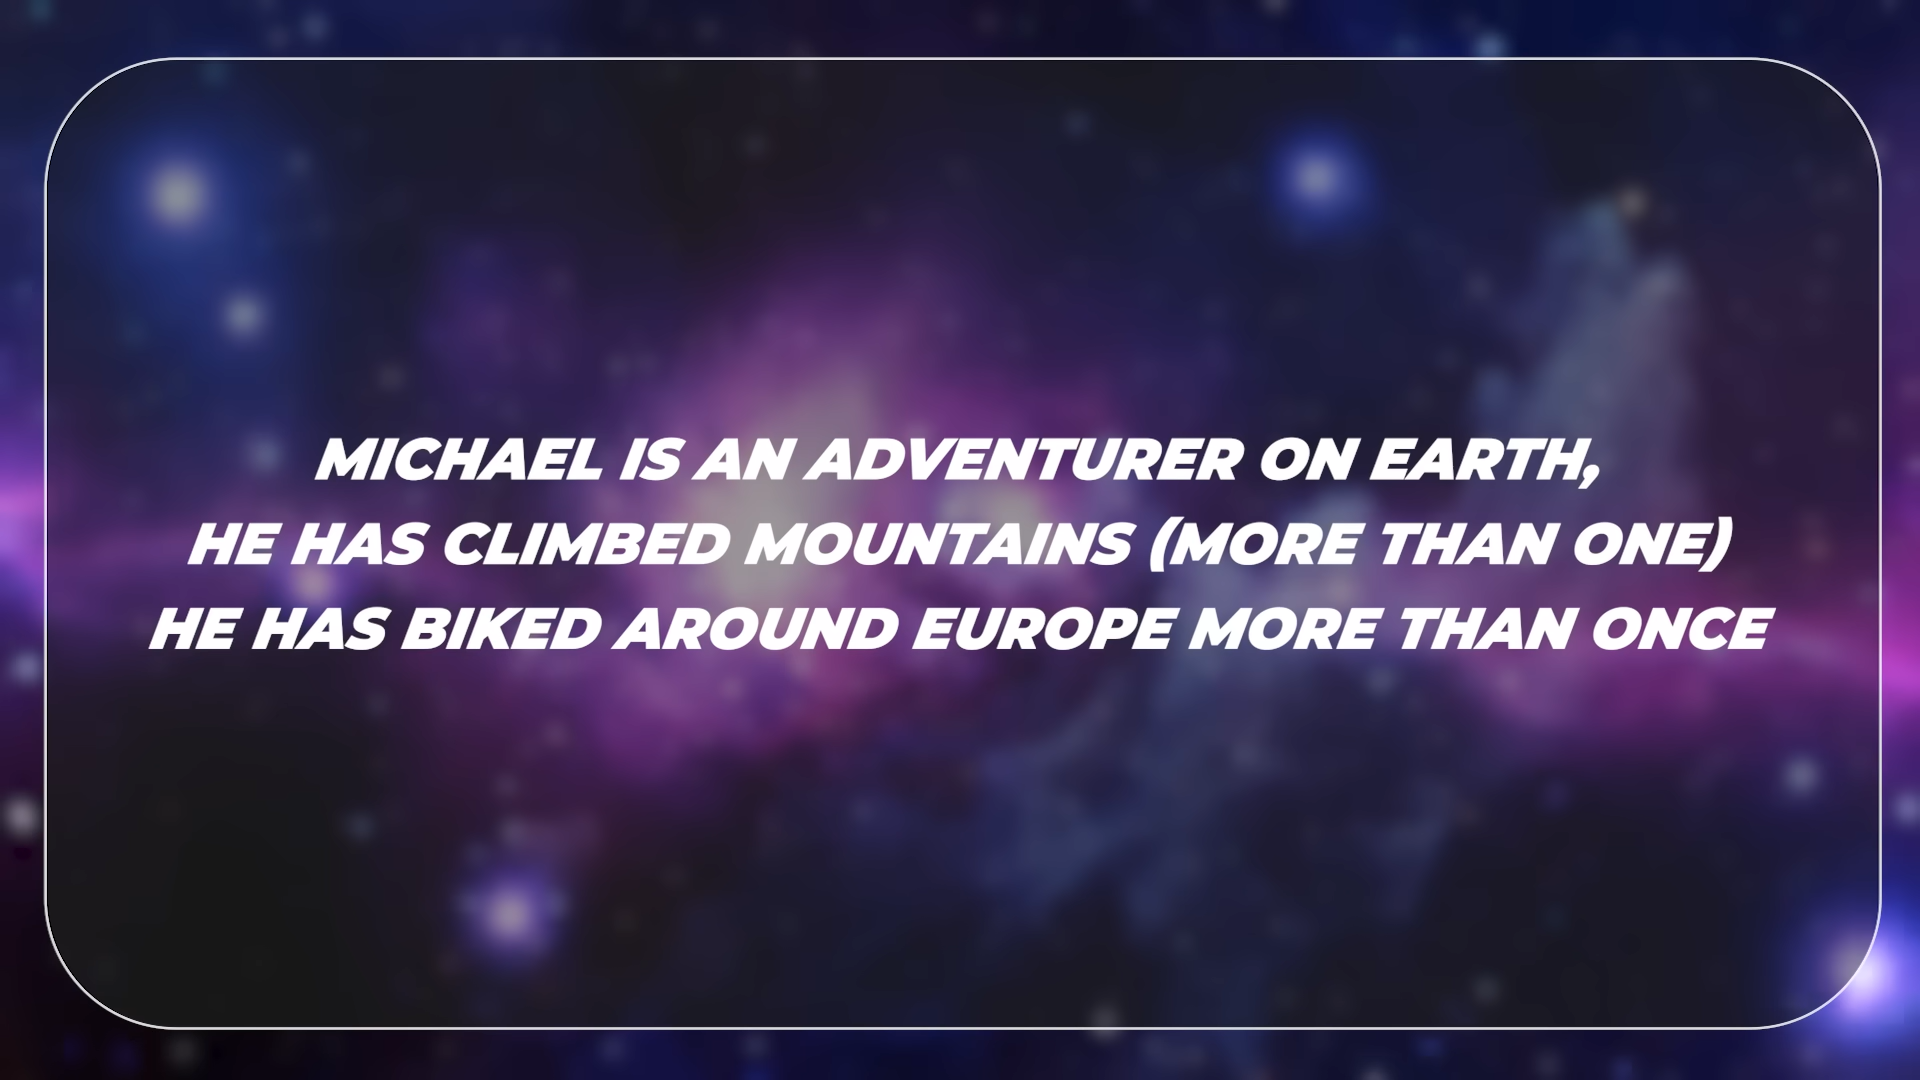 MICHAEL IS AN ADVENTURER ON EARTH,
HE HAS CLIMBED MOUNTAINS (MORE THAN ONE)
HE HAS BIKED AROUND EUROPE MORE THAN ONCE